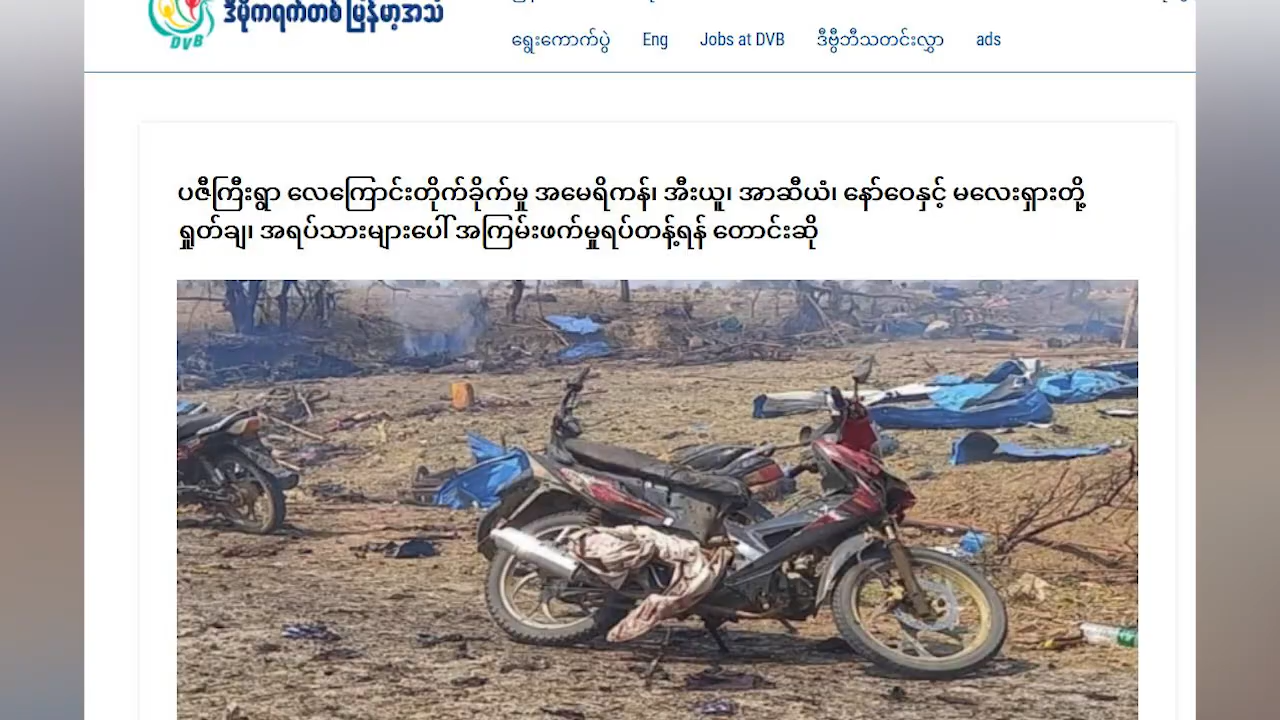 ဒီမိုကရက်တစ် မြန်မာ့အသံ
DVB
ရွေးကောက်ပွဲ Eng Jobs at DVB ဒီဗွီဘီသတင်းလွှာ ads
ပဇီကြီးရွာ လေကြောင်းတိုက်ခိုက်မှု အမေရိကန်၊ အီးယူ၊ အာဆီယံ၊ နော်ဝေနှင့် မလေးရှားတို့
ရှုတ်ချ၊ အရပ်သားများပေါ် အကြမ်းဖက်မှုရပ်တန့်ရန် တောင်းဆို